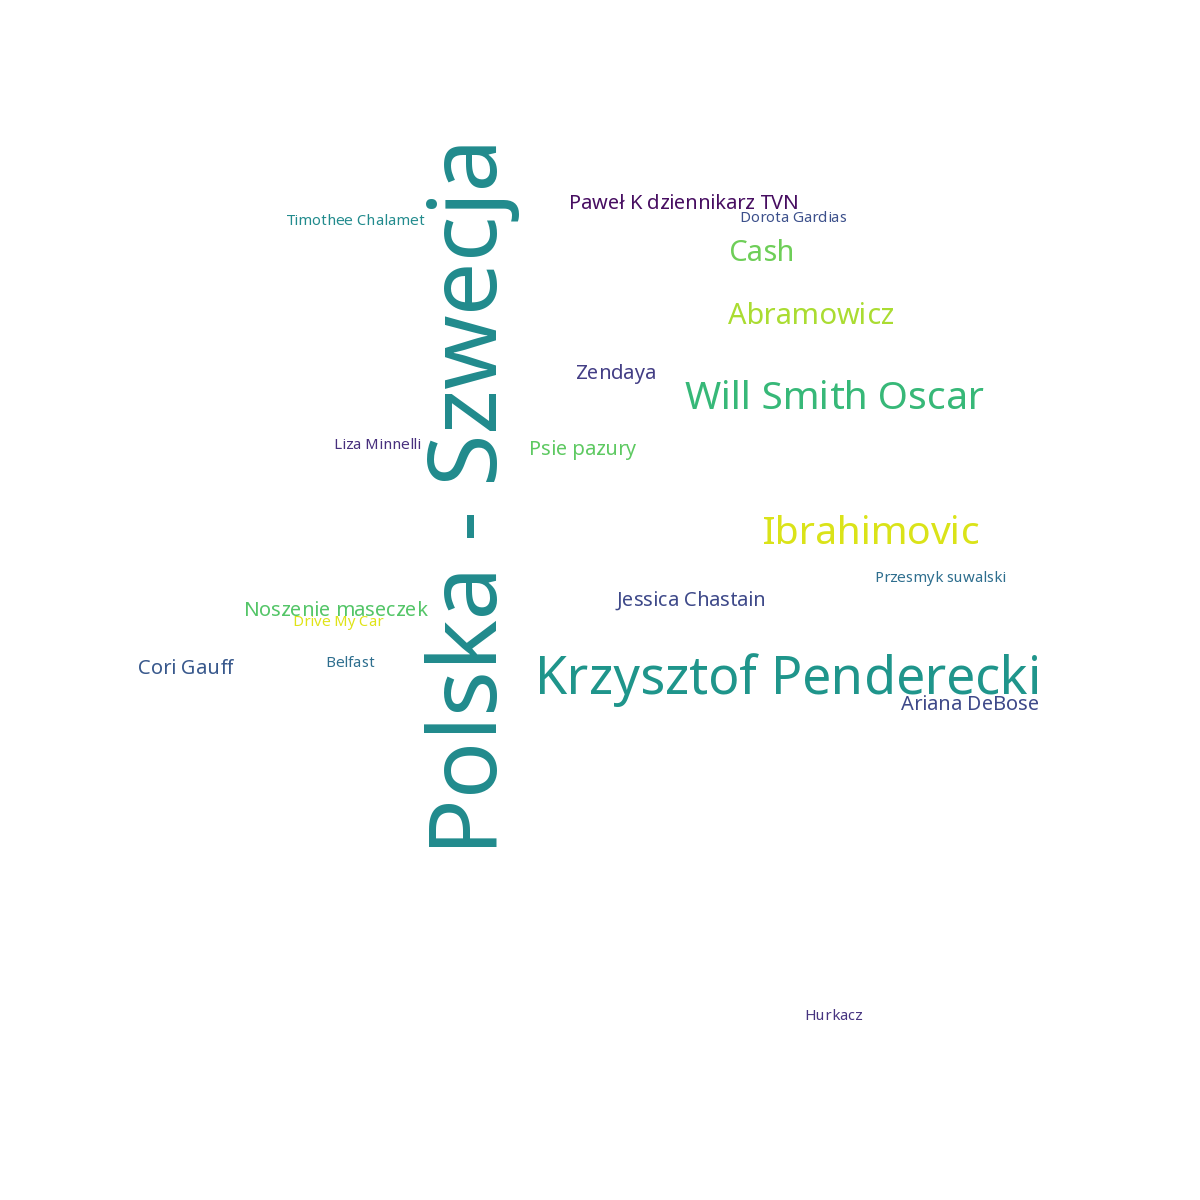 Polska - Szwecja
Paweł K dziennikarz TVN
Timothee Chalamet
Dorota Gardias
Cash
Abramowicz
Zendaya
Will Smith Oscar
Liza Minnelli
Psie pazury
Ibrahimovic
Przesmyk suwalski
Jessica Chastain
Noszenie maseczek
Drive My Car
Belfast
Cori Gauff
Krzysztof Penderecki
Ariana DeBose
Hurkacz